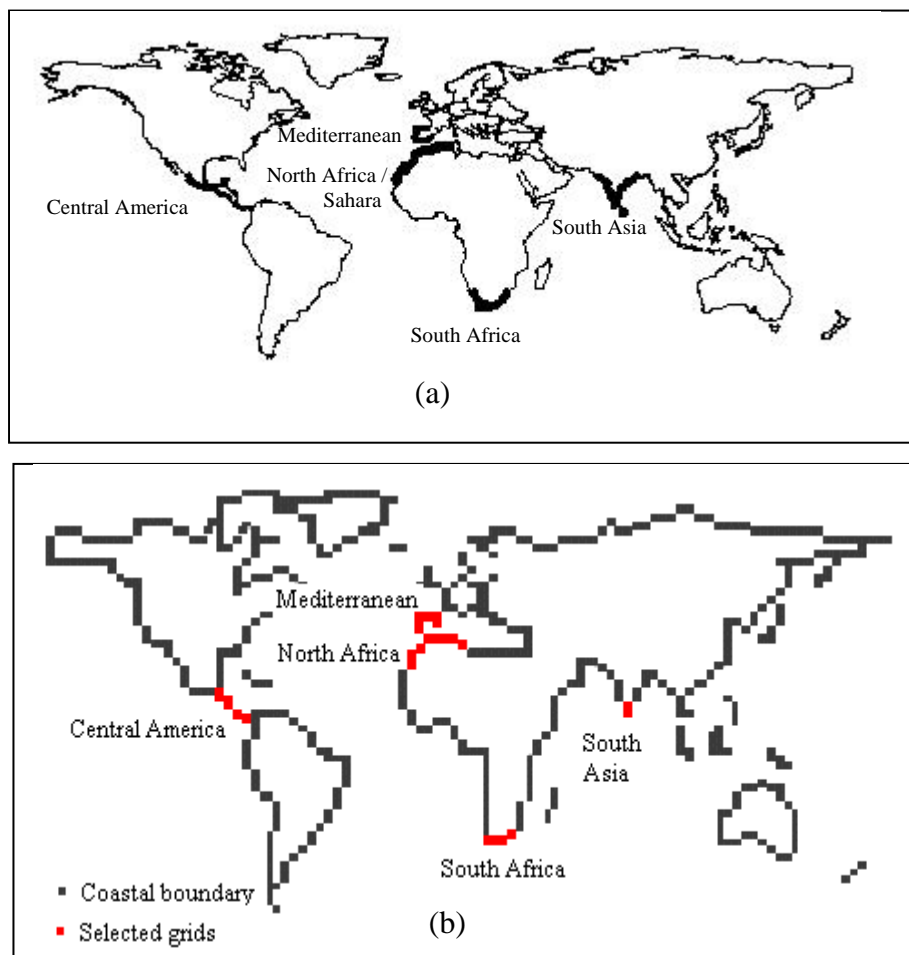 Mediterranean
North Africa /
Sahara
Central America
South Asia
South Africa
(a)
Mediterranean
North Africa
Central America
South
Asia
South Africa
Coastal boundary
Selected grids
(b)